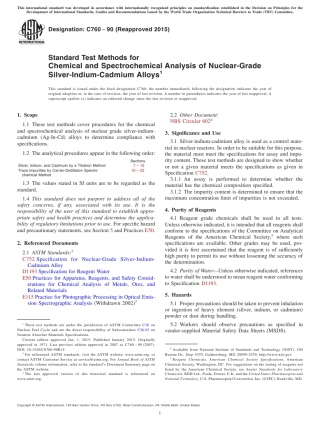 This international standard was developed in accordance with internationally recognized principles on standardization established in the Decision on Principles for the
Development of International Standards, Guides and Recommendations issued by the World Trade Organization Technical Barriers to Trade (TBT) Committee.
INTERNATIONAL
Designation: C760 − 90 (Reapproved 2015)
Standard Test Methods for
Chemical and Spectrochemical Analysis of Nuclear-Grade
Silver-Indium-Cadmium Alloys¹
This standard is issued under the fixed designation C760; the number immediately following the designation indicates the year of
original adoption or, in the case of revision, the year of last revision. A number in parentheses indicates the year of last reapproval. A
superscript epsilon (ε) indicates an editorial change since the last revision or reapproval.
1. Scope
1.1 These test methods cover procedures for the chemical
and spectrochemical analysis of nuclear grade silver-indium-
cadmium (Ag-In-Cd) alloys to determine compliance with
specifications.
1.2 The analytical procedures appear in the following order:
Sections
Silver, Indium, and Cadmium by a Titration Method 7 – 15
Trace Impurities by Carrier-Distillation Spectro-
chemical Method 16 – 22
1.3 The values stated in SI units are to be regarded as the
standard.
1.4 This standard does not purport to address all of the
safety concerns, if any, associated with its use. It is the
responsibility of the user of this standard to establish appro-
priate safety and health practices and determine the applica-
bility of regulatory limitations prior to use. For specific hazard
and precautionary statements, see Section 5 and Practices E50.
2. Referenced Documents
2.1 ASTM Standards:²
C752 Specification for Nuclear-Grade Silver-Indium-
Cadmium Alloy
D1193 Specification for Reagent Water
E50 Practices for Apparatus, Reagents, and Safety Consid-
erations for Chemical Analysis of Metals, Ores, and
Related Materials
E115 Practice for Photographic Processing in Optical Emis-
sion Spectrographic Analysis (Withdrawn 2002)³
2.2 Other Document:
NBS Circular 602⁴
3. Significance and Use
3.1 Silver-indium-cadmium alloy is used as a control mate-
rial in nuclear reactors. In order to be suitable for this purpose,
the material must meet the specifications for assay and impu-
rity content. These test methods are designed to show whether
or not a given material meets the specifications as given in
Specification C752.
3.1.1 An assay is performed to determine whether the
material has the chemical composition specified.
3.1.2 The impurity content is determined to ensure that the
maximum concentration limit of impurities is not exceeded.
4. Purity of Reagents
4.1 Reagent grade chemicals shall be used in all tests.
Unless otherwise indicated, it is intended that all reagents shall
conform to the specifications of the Committee on Analytical
Reagents of the American Chemical Society,⁵ where such
specifications are available. Other grades may be used, pro-
vided it is first ascertained that the reagent is of sufficiently
high purity to permit its use without lessening the accuracy of
the determination.
4.2 Purity of Water—Unless otherwise indicated, references
to water shall be understood to mean reagent water conforming
to Specification D1193.
5. Hazards
5.1 Proper precautions should be taken to prevent inhalation
or ingestion of heavy element (silver, indium, or cadmium)
powder or dust during handling.
5.2 Workers should observe precautions as specified in
vendor-supplied Material Safety Data Sheets (MSDS).
¹ These test methods are under the jurisdiction of ASTM Committee C26 on
Nuclear Fuel Cycle and are the direct responsibility of Subcommittee C26.03 on
Neutron Absorber Materials Specifications.
Current edition approved Jan. 1, 2015. Published January 2015. Originally
approved in 1971. Last previous edition approved in 2007 as C760 – 90(2007).
DOI: 10.1520/C0760-90R15.
² For referenced ASTM standards, visit the ASTM website, www.astm.org, or
contact ASTM Customer Service at service@astm.org. For Annual Book of ASTM
Standards volume information, refer to the standard's Document Summary page on
the ASTM website.
³ The last approved version of this historical standard is referenced on
www.astm.org.
⁴ Available from National Institute of Standards and Technology (NIST), 100
Bureau Dr., Stop 1070, Gaithersburg, MD 20899-1070, http://www.nist.gov.
⁵ Reagent Chemicals, American Chemical Society Specifications, American
Chemical Society, Washington, DC. For suggestions on the testing of reagents not
listed by the American Chemical Society, see Analar Standards for Laboratory
Chemicals, BDH Ltd., Poole, Dorset, U.K. and the United States Pharmacopeia and
National Formulary, U.S. Pharmacopeial Convention, Inc. (USPC), Rockville, MD.
Copyright © ASTM International, 100 Barr Harbor Drive, PO Box C700, West Conshohocken, PA 19428-2959. United States
1